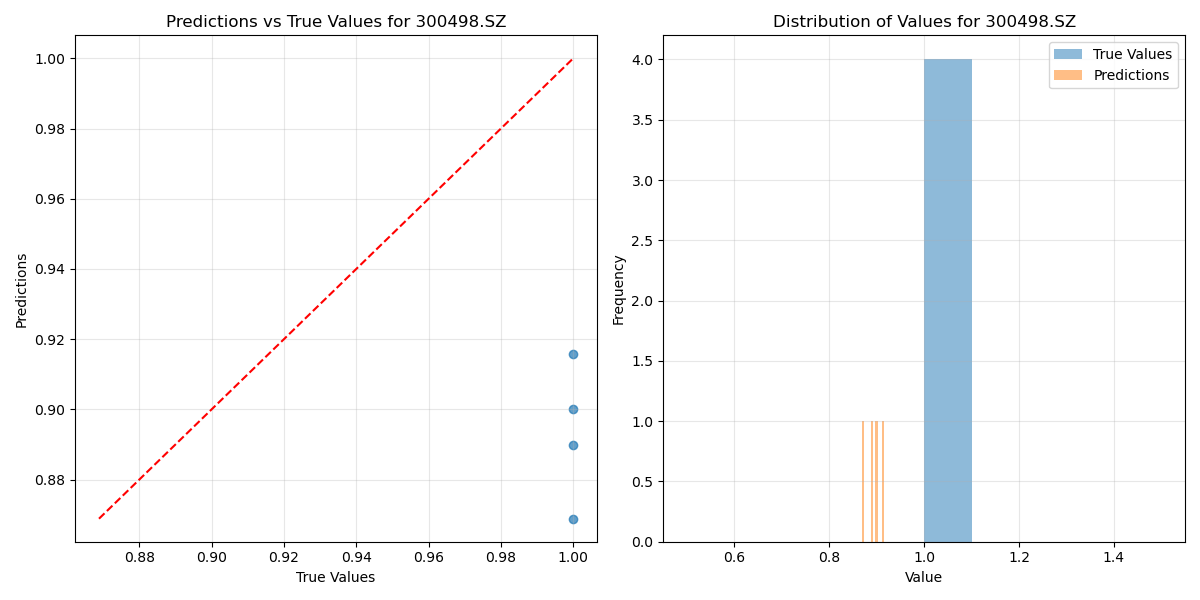 Predictions vs True Values for 300498.SZ
1.00
0.98
0.96
0.94
0.92
0.90
0.88
Predictions
0.88 0.90 0.92 0.94 0.96 0.98 1.00
True Values
Distribution of Values for 300498.SZ
True Values
Predictions
4.0
3.5
3.0
2.5
2.0
1.5
1.0
0.5
0.0
Frequency
0.6 0.8 1.0 1.2 1.4
Value